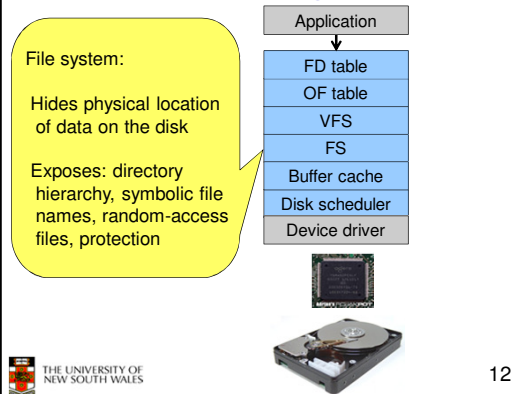 Application
File system:
Hides physical location
of data on the disk
Exposes: directory
hierarchy, symbolic file
names, random-access
files, protection
FD table
OF table
VFS
FS
Buffer cache
Disk scheduler
Device driver
THE UNIVERSITY OF
NEW SOUTH WALES
12